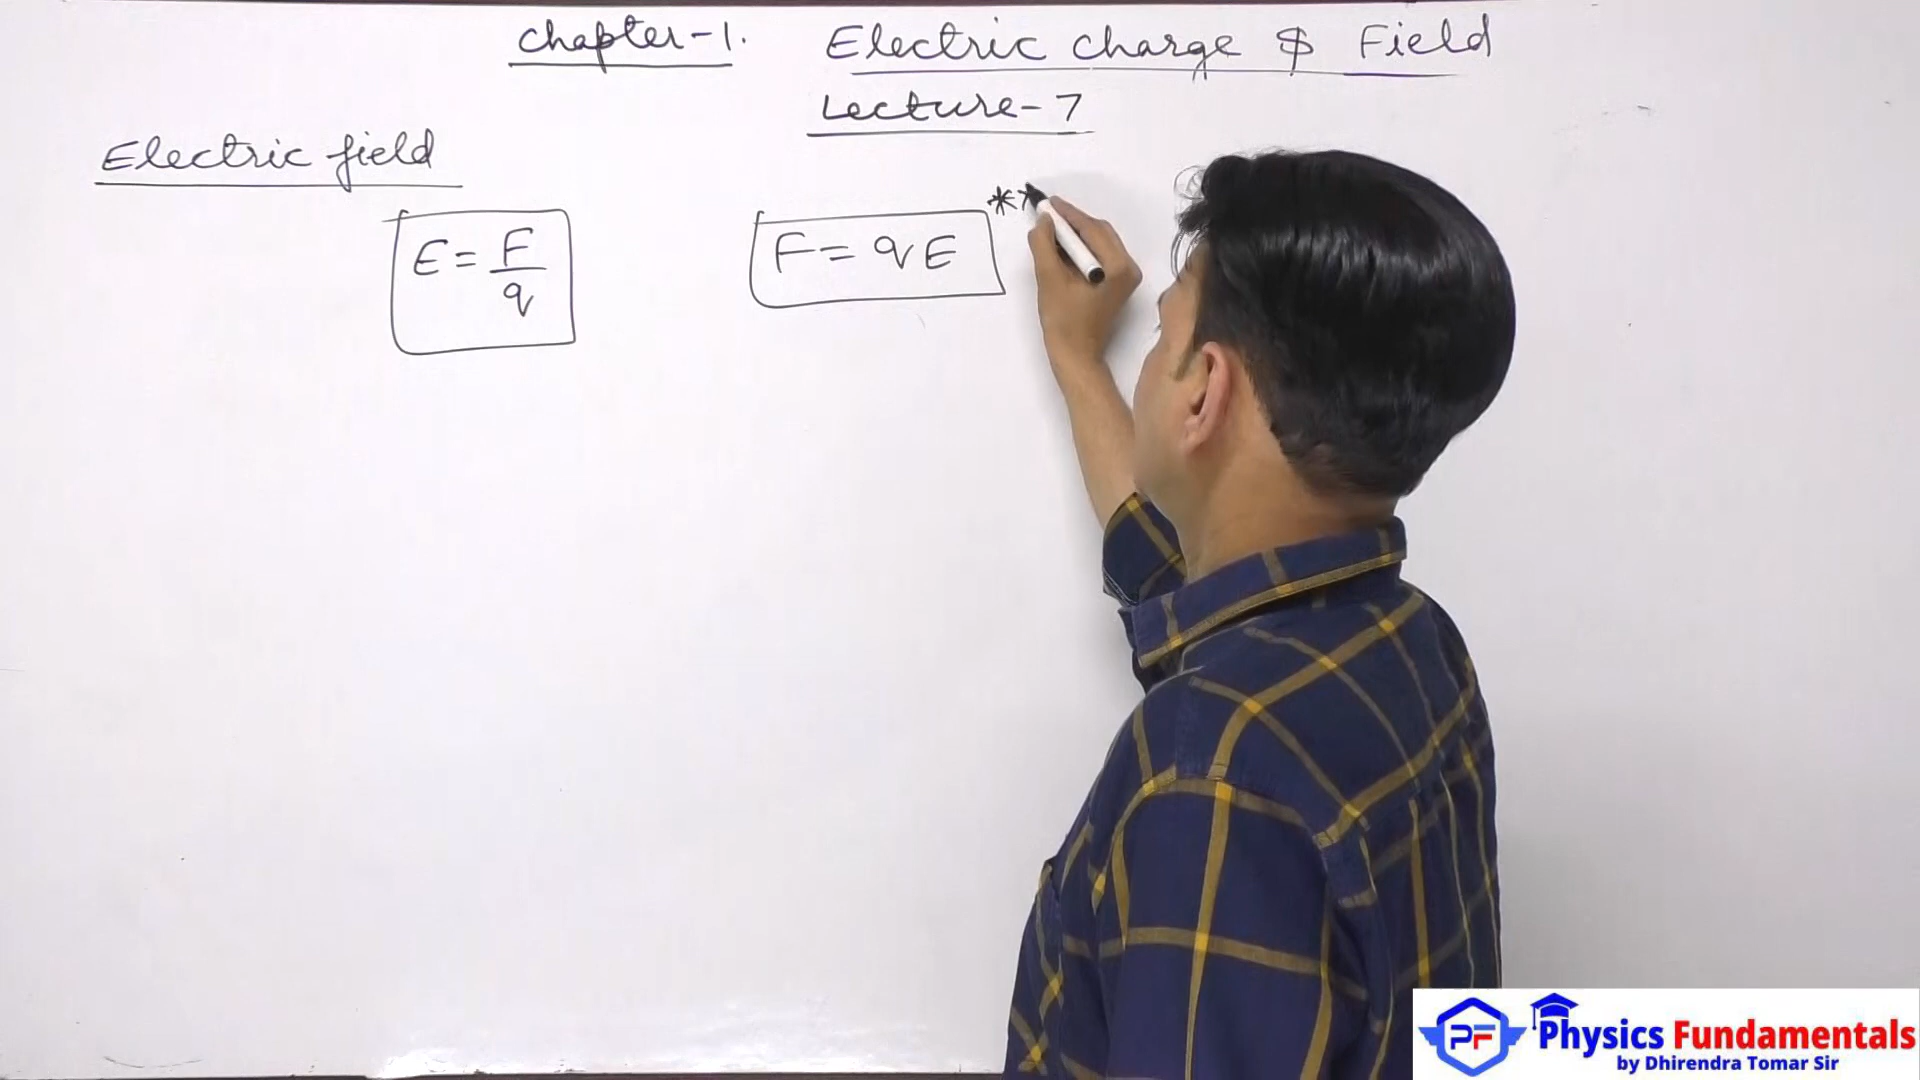 Chapter-1. Electric Charge & Field
Lecture-7
Electric field
E = F/q
F = qE **
PF Physics Fundamentals
by Dhirendra Tomar Sir